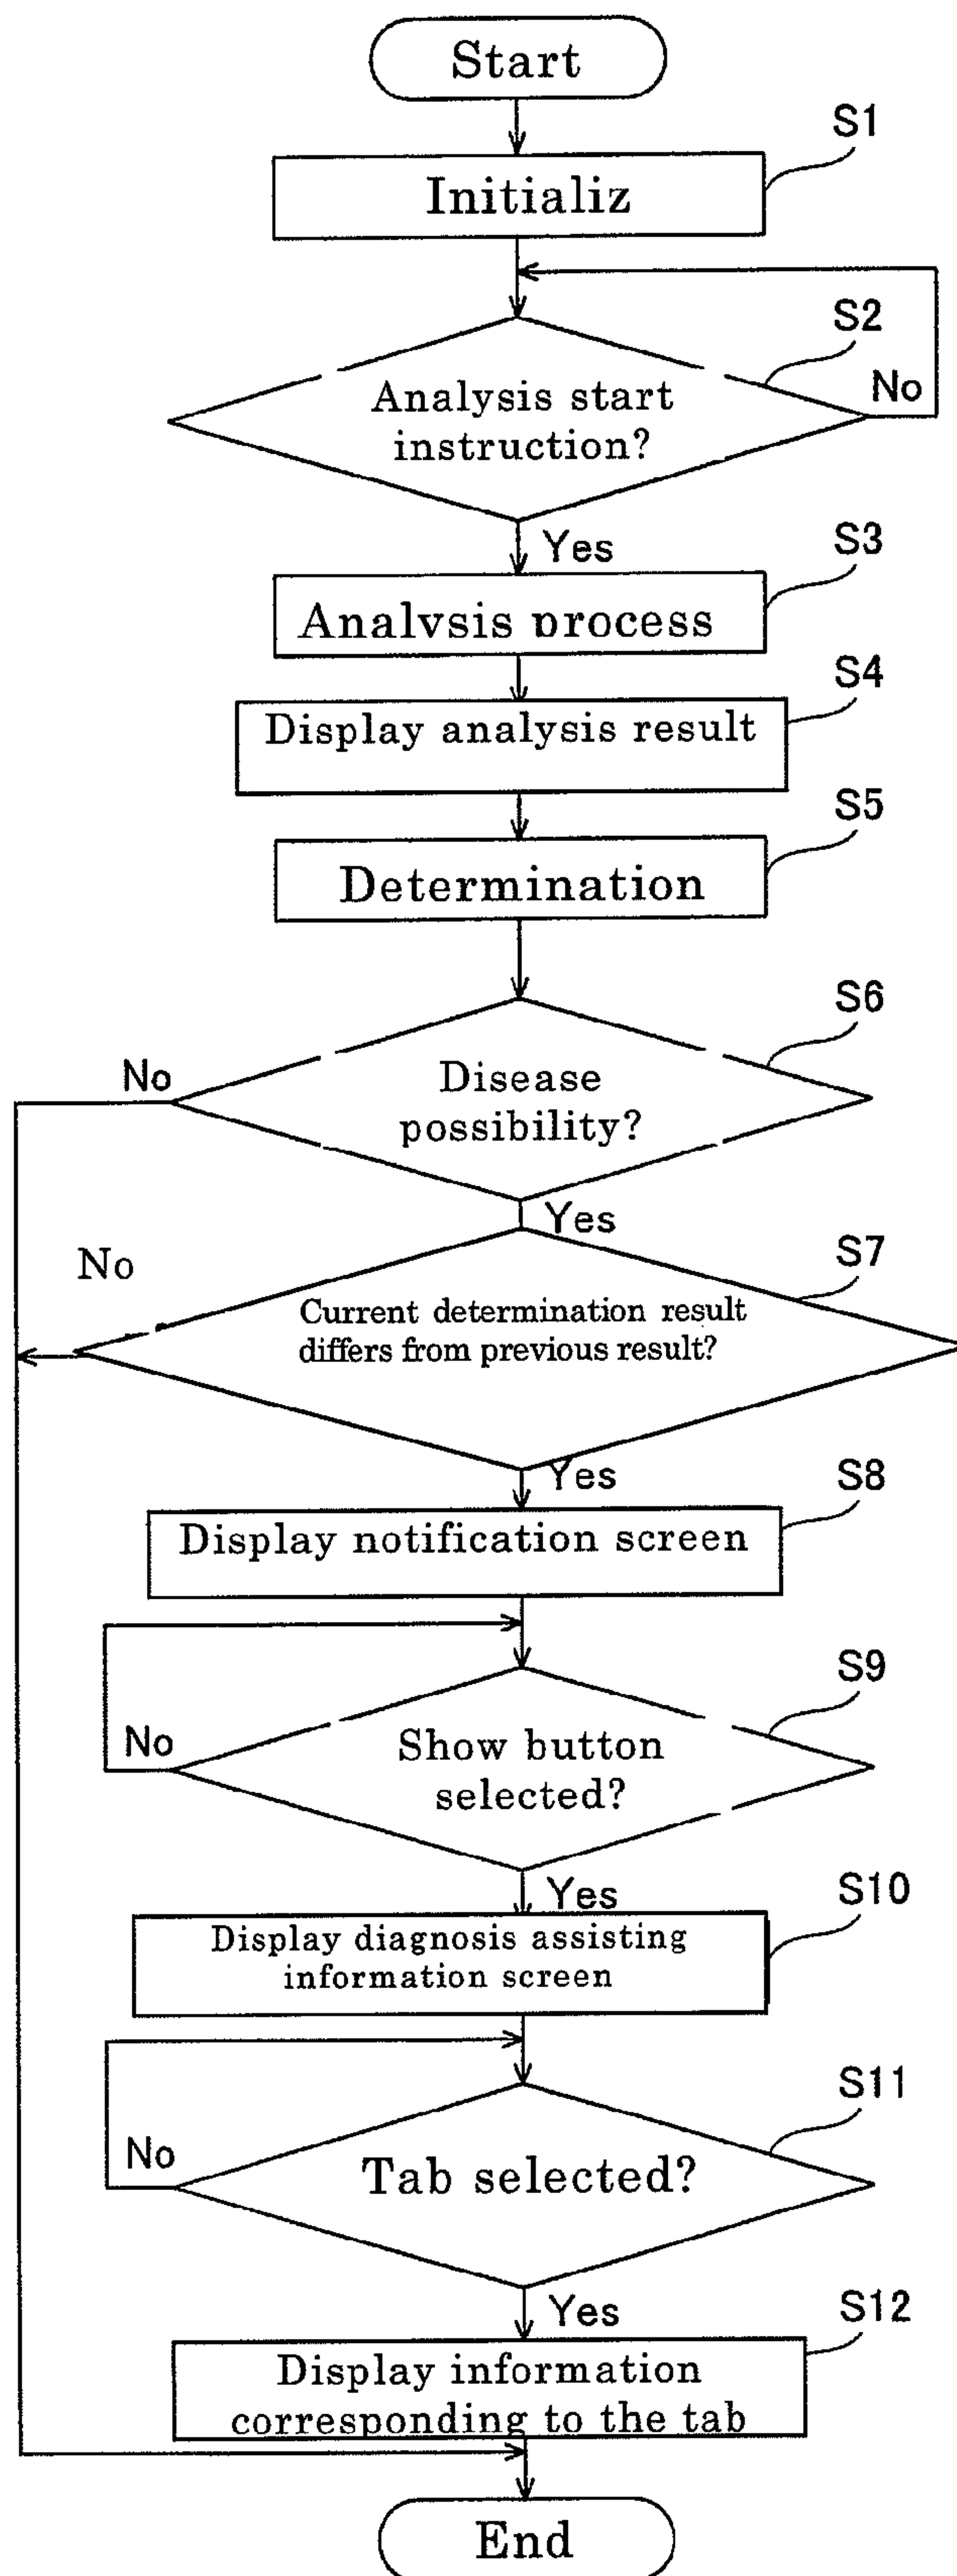 Start
S1
Initializ
S2
Analysis start
instruction?
No
Yes
S3
Analysis process
S4
Display analysis result
S5
Determination
S6
No
Disease
possibility?
Yes
No
S7
Current determination result
differs from previous result?
Yes
S8
Display notification screen
S9
No
Show button
selected?
Yes
S10
Display diagnosis assisting
information screen
S11
No
Tab selected?
Yes
S12
Display information
corresponding to the tab
End